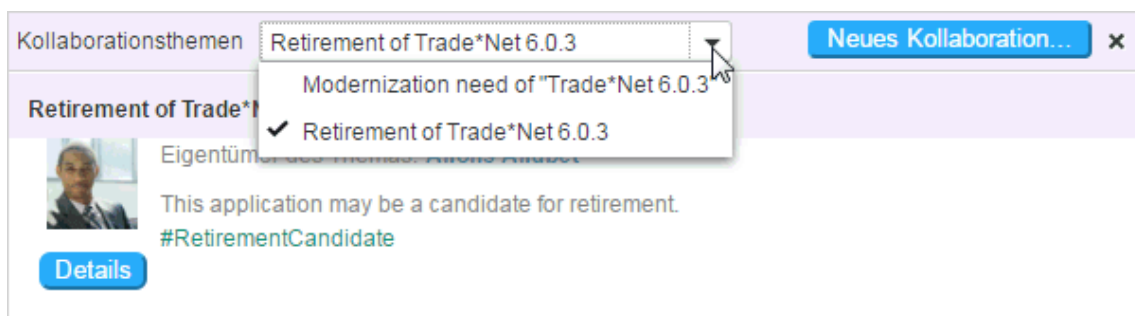 Kollaborationsthemen Retirement of Trade*Net 6.0.3 Neues Kollaboration...
Modernization need of "Trade*Net 6.0.3"
Retirement of Trade*
Retirement of Trade*Net 6.0.3
This application may be a candidate for retirement.
#RetirementCandidate
Details